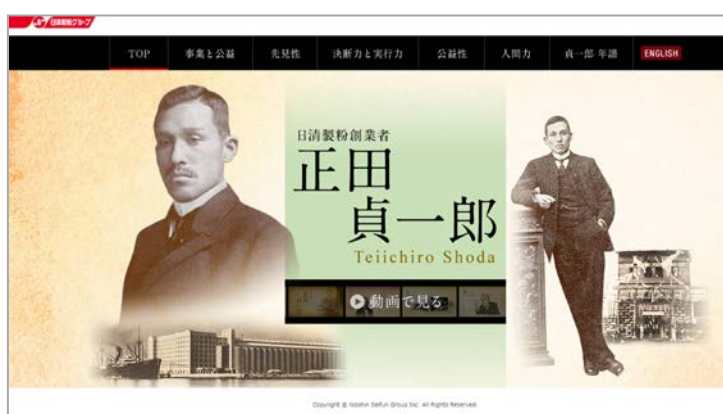 日清製粉グループ
TOP 事業と公益 先見性 決断力と実行力 公益性 人間力 貞一郎 年譜 ENGLISH
日清製粉創業者
正田
貞一郎
Teiichiro Shoda
動画で見る
Copyright © Nisshin Seifun Group Inc. All Rights Reserved.